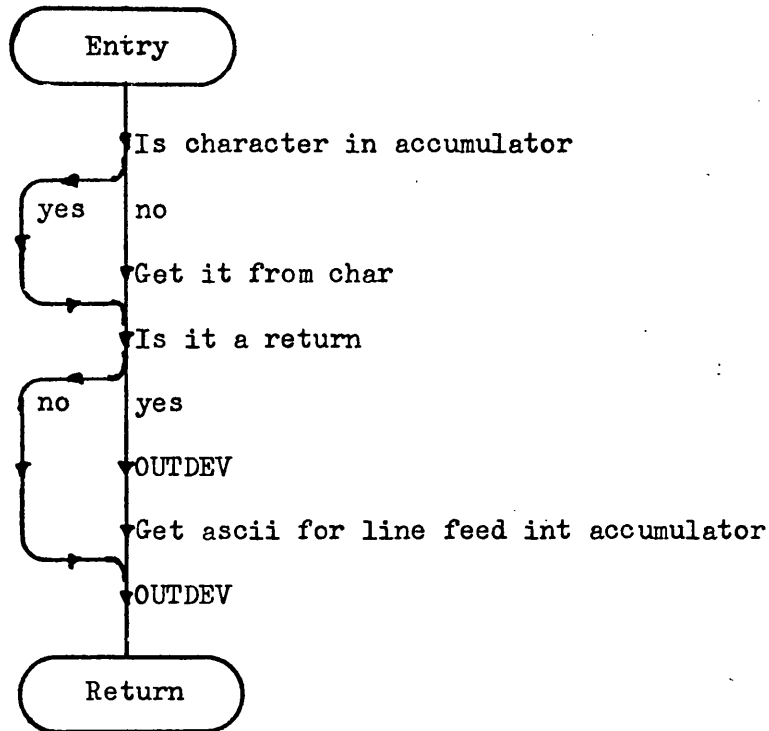 Entry
Is character in accumulator
yes no
Get it from char
Is it a return
no yes
OUTDEV
Get ascii for line feed int accumulator
OUTDEV
Return